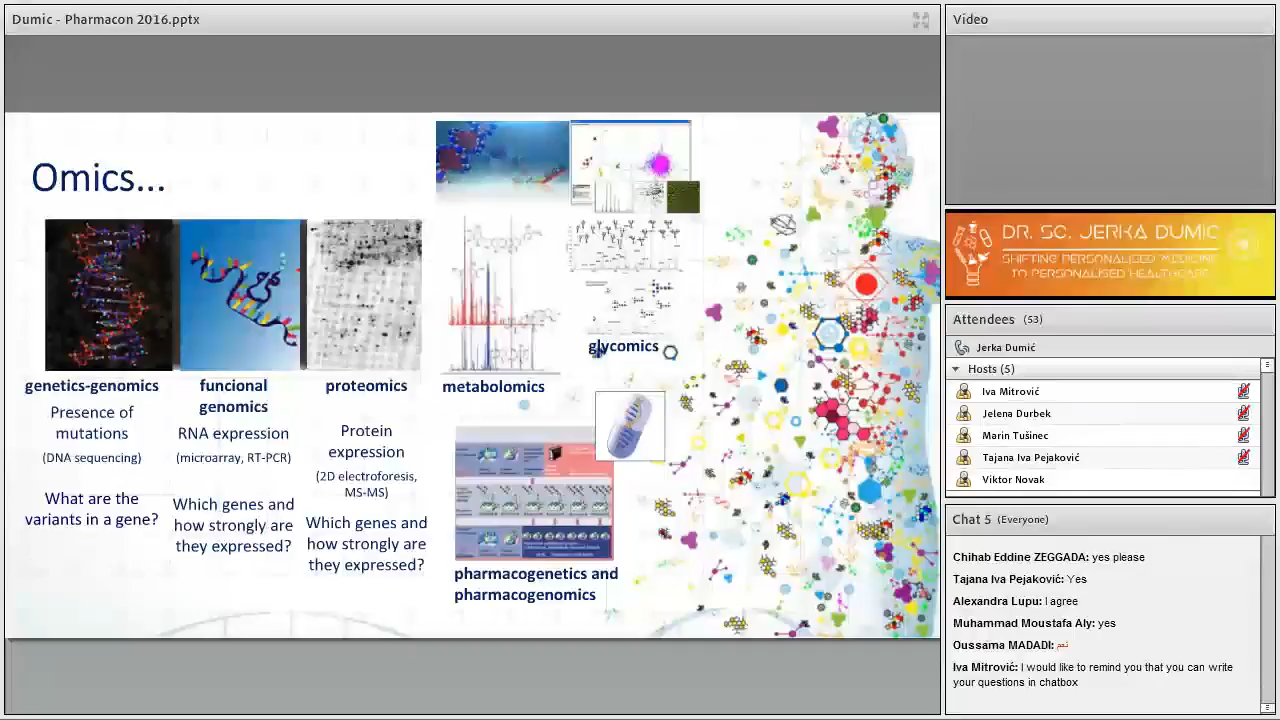 Dumic - Pharmacon 2016.pptx
Omics...
genetics-genomics
Presence of
mutations
(DNA sequencing)
What are the
variants in a gene?
funcional
genomics
RNA expression
(microarray, RT-PCR)
Which genes and
how strongly are
they expressed?
proteomics
Protein
expression
(2D electroforesis,
MS-MS)
Which genes and
how strongly are
they expressed?
metabolomics
glycomics
pharmacogenetics and
pharmacogenomics
Video
DR. SC. JERKA DUMIC
SHIFTING PERSONALISED MEDICINE
TO PERSONALISED HEALTHCARE
Attendees (53)
Jerka Dumić
Hosts (5)
Iva Mitrović
Jelena Durbek
Marin Tušinec
Tajana Iva Pejaković
Viktor Novak
Chat 5 (Everyone)
Chihab Eddine ZEGGADA: yes please
Tajana Iva Pejaković: Yes
Alexandra Lupu: I agree
Muhammad Moustafa Aly: yes
Oussama MADADI: نعم
Iva Mitrović: I would like to remind you that you can write
your questions in chatbox